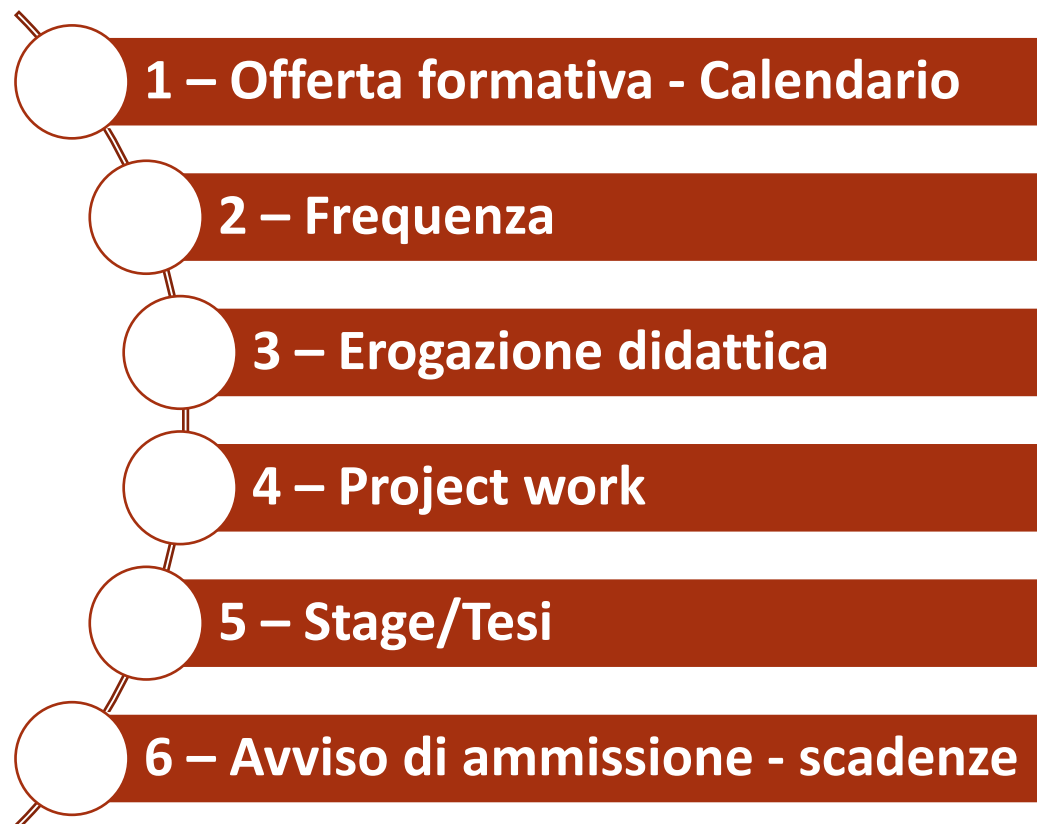 1 – Offerta formativa - Calendario
2 – Frequenza
3 – Erogazione didattica
4 – Project work
5 – Stage/Tesi
6 – Avviso di ammissione - scadenze